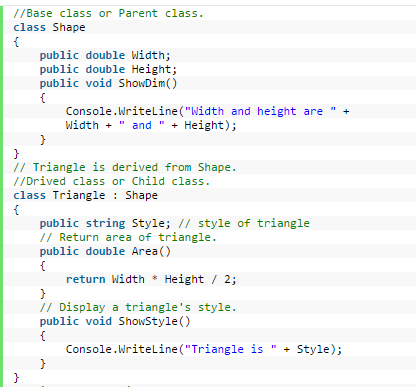 //Base class or Parent class.
class Shape
{
    public double Width;
    public double Height;
    public void ShowDim()
    {
        Console.WriteLine("Width and height are " +
        Width + " and " + Height);
    }
}
// Triangle is derived from Shape.
//Drived class or Child class.
class Triangle : Shape
{
    public string Style; // style of triangle
    // Return area of triangle.
    public double Area()
    {
        return Width * Height / 2;
    }
    // Display a triangle's style.
    public void ShowStyle()
    {
        Console.WriteLine("Triangle is " + Style);
    }
}